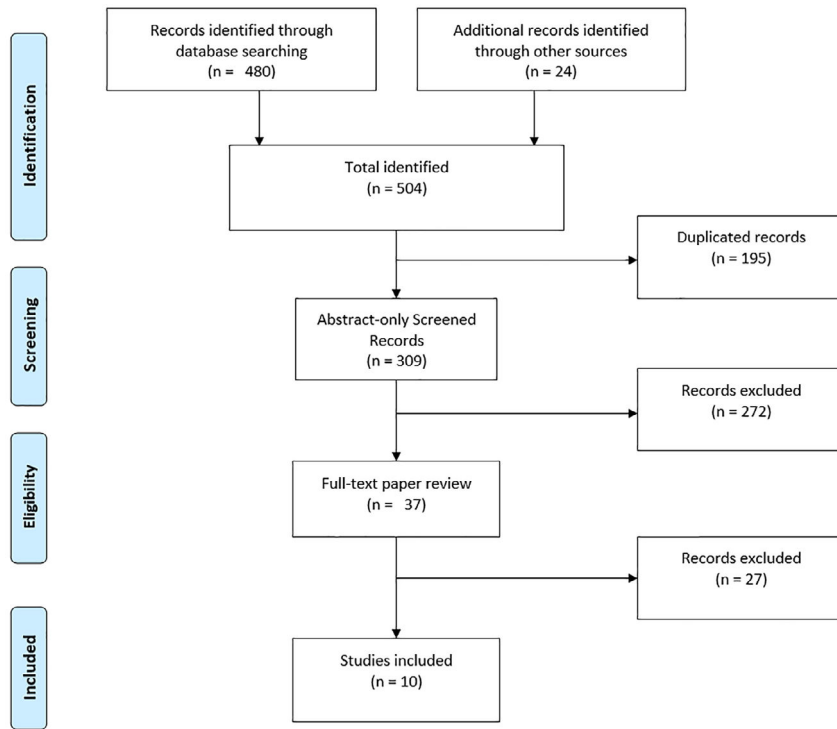 Identification
Records identified through
database searching
(n = 480)
Additional records identified
through other sources
(n = 24)
Total identified
(n = 504)
Duplicated records
(n = 195)
Screening
Abstract-only Screened
Records
(n = 309)
Records excluded
(n = 272)
Eligibility
Full-text paper review
(n = 37)
Records excluded
(n = 27)
Included
Studies included
(n = 10)